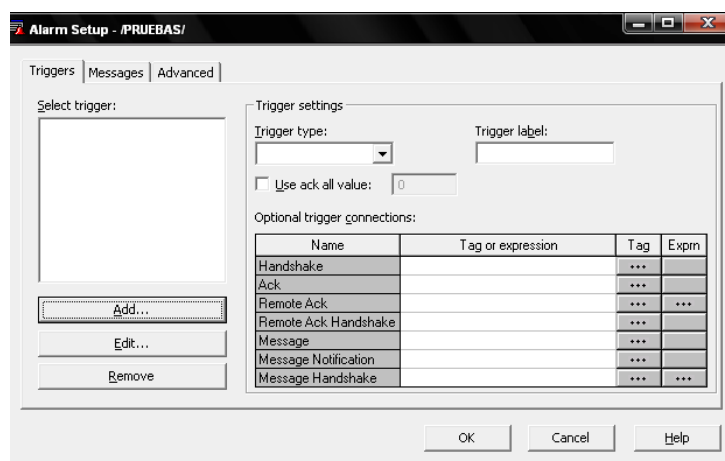 Alarm Setup - /PRUEBAS/
Triggers Messages Advanced
Select trigger:
Add...
Edit...
Remove
Trigger settings
Trigger type: Trigger label:
Use ack all value: 0
Optional trigger connections:
Name Tag or expression Tag Exprn
Handshake ...
Ack ...
Remote Ack ... ...
Remote Ack Handshake ...
Message ...
Message Notification ...
Message Handshake ... ...
OK Cancel Help